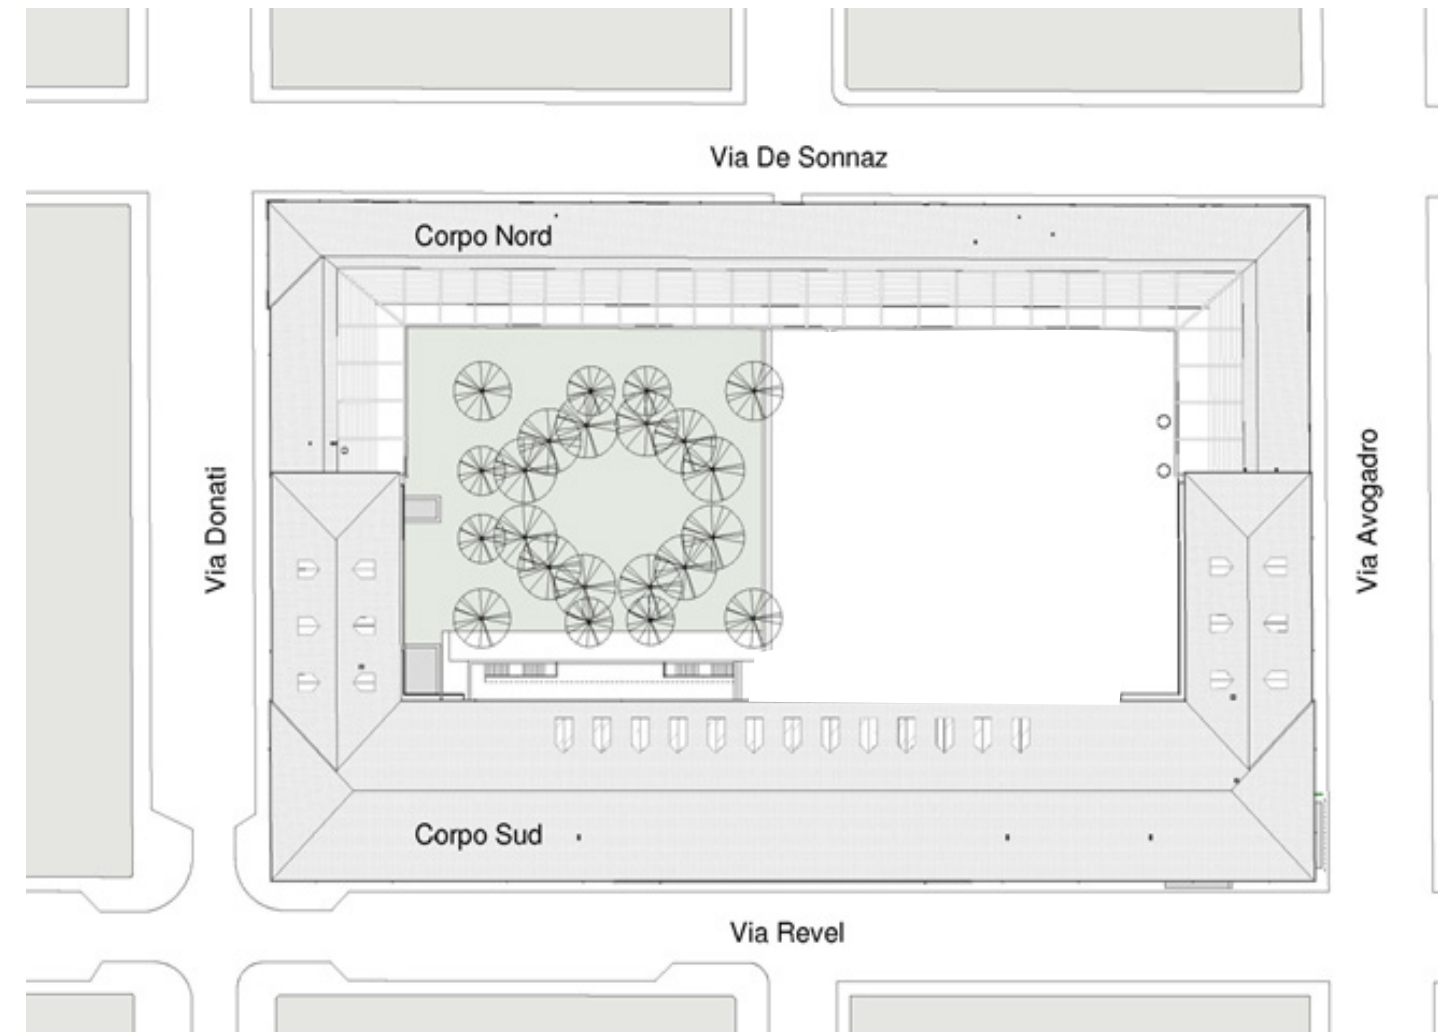 Via De Sonnaz
Corpo Nord
Via Donati
Via Avogadro
Corpo Sud
Via Revel